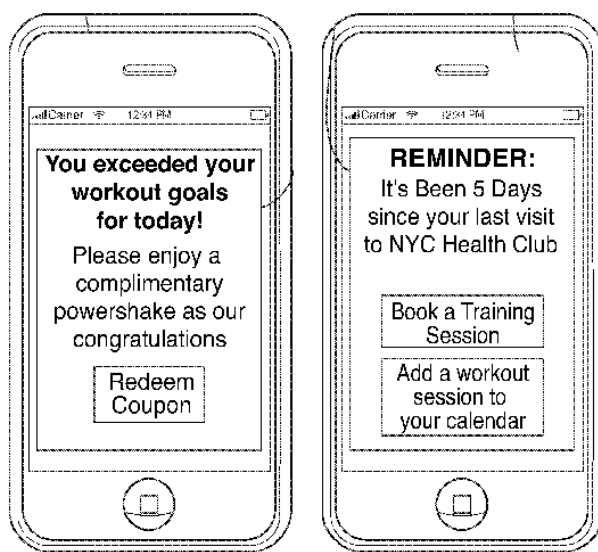 Carrier 12:34 PM
You exceeded your
workout goals
for today!
Please enjoy a
complimentary
powershake as our
congratulations
Redeem
Coupon
Carrier 12:34 PM
REMINDER:
It's Been 5 Days
since your last visit
to NYC Health Club
Book a Training
Session
Add a workout
session to
your calendar